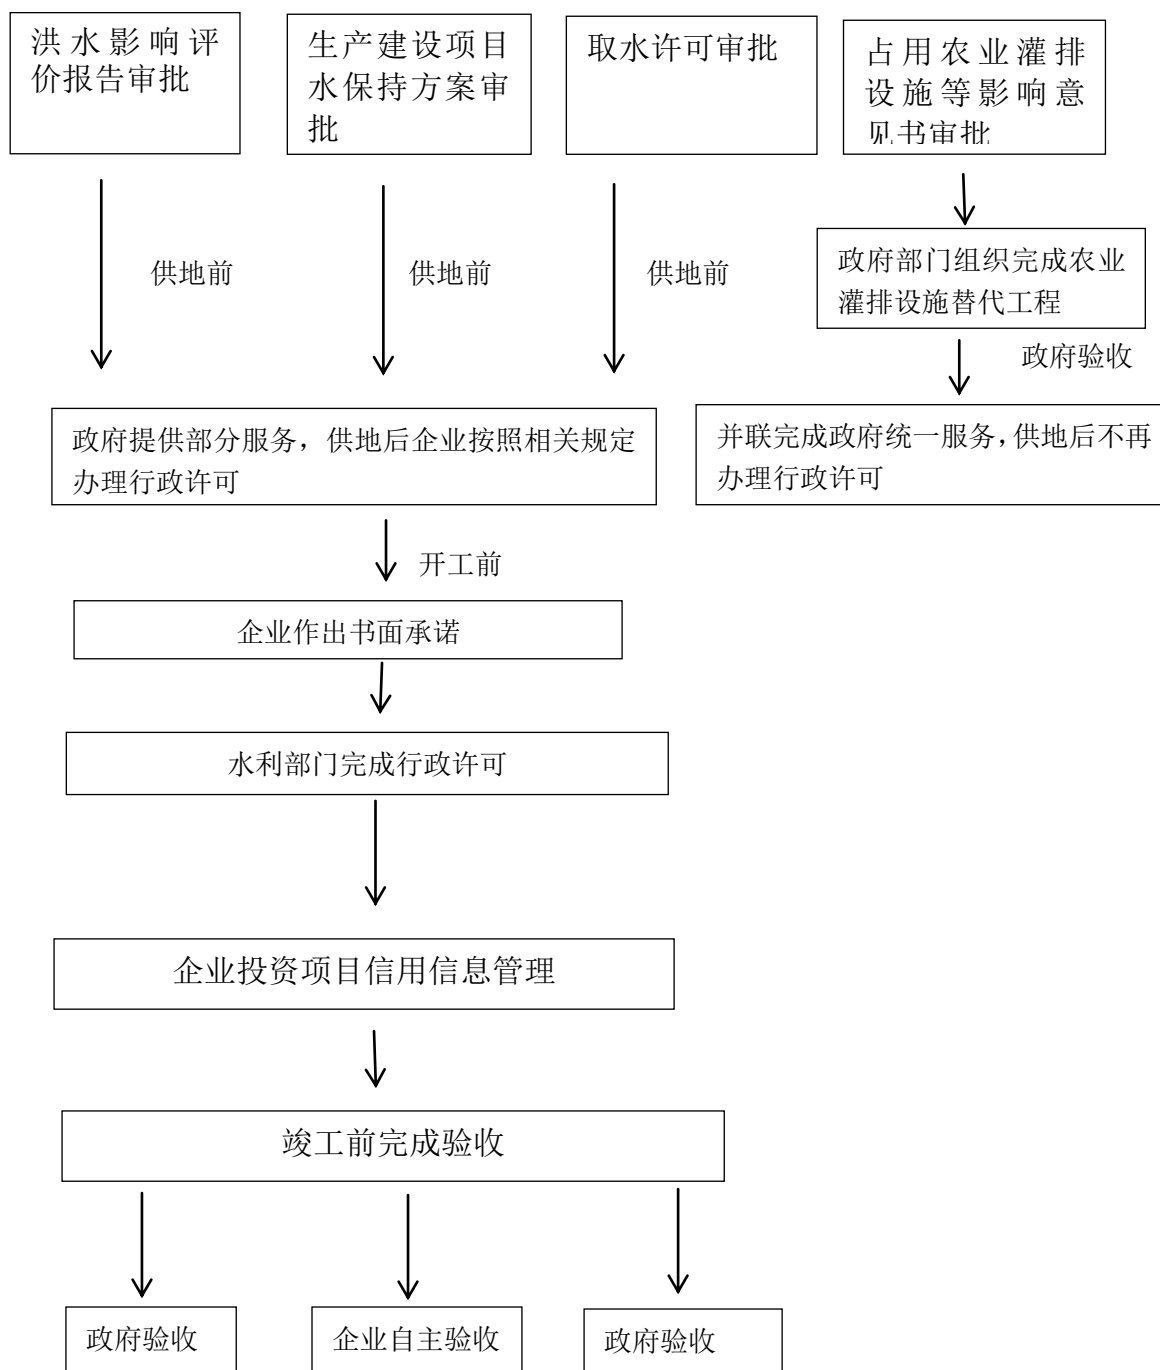 洪水影响评
价报告审批
生产建设项目
水保持方案审
批
取水许可审批
占用农业灌排
设施等影响意
见书审批
供地前
供地前
供地前
政府部门组织完成农业
灌排设施替代工程
政府验收
政府提供部分服务，供地后企业按照相关规定
办理行政许可
并联完成政府统一服务,供地后不再
办理行政许可
开工前
企业作出书面承诺
水利部门完成行政许可
企业投资项目信用信息管理
竣工前完成验收
政府验收
企业自主验收
政府验收